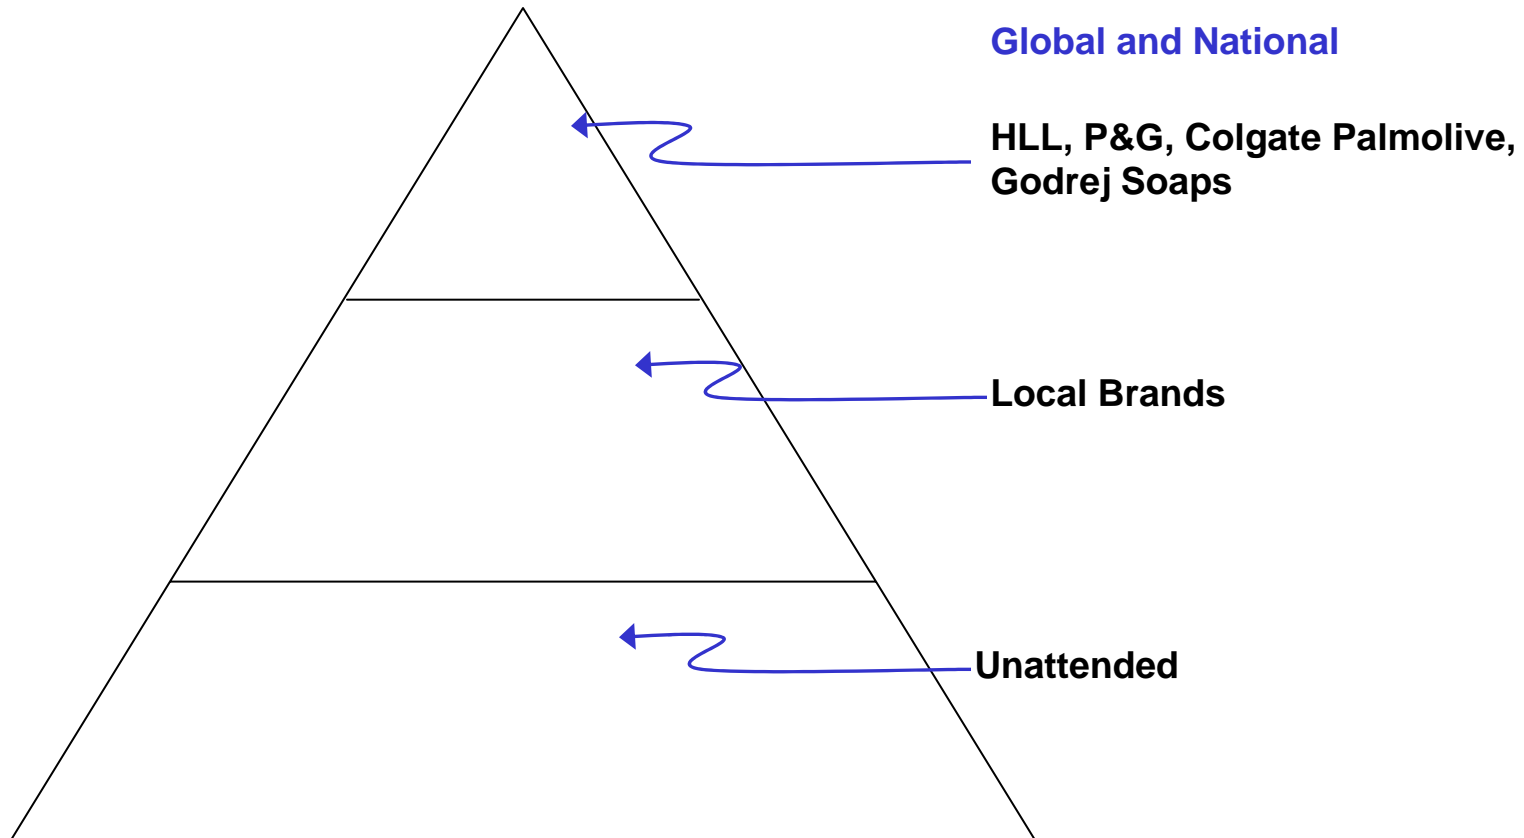 Global and National
HLL, P&G, Colgate Palmolive,
Godrej Soaps
Local Brands
Unattended